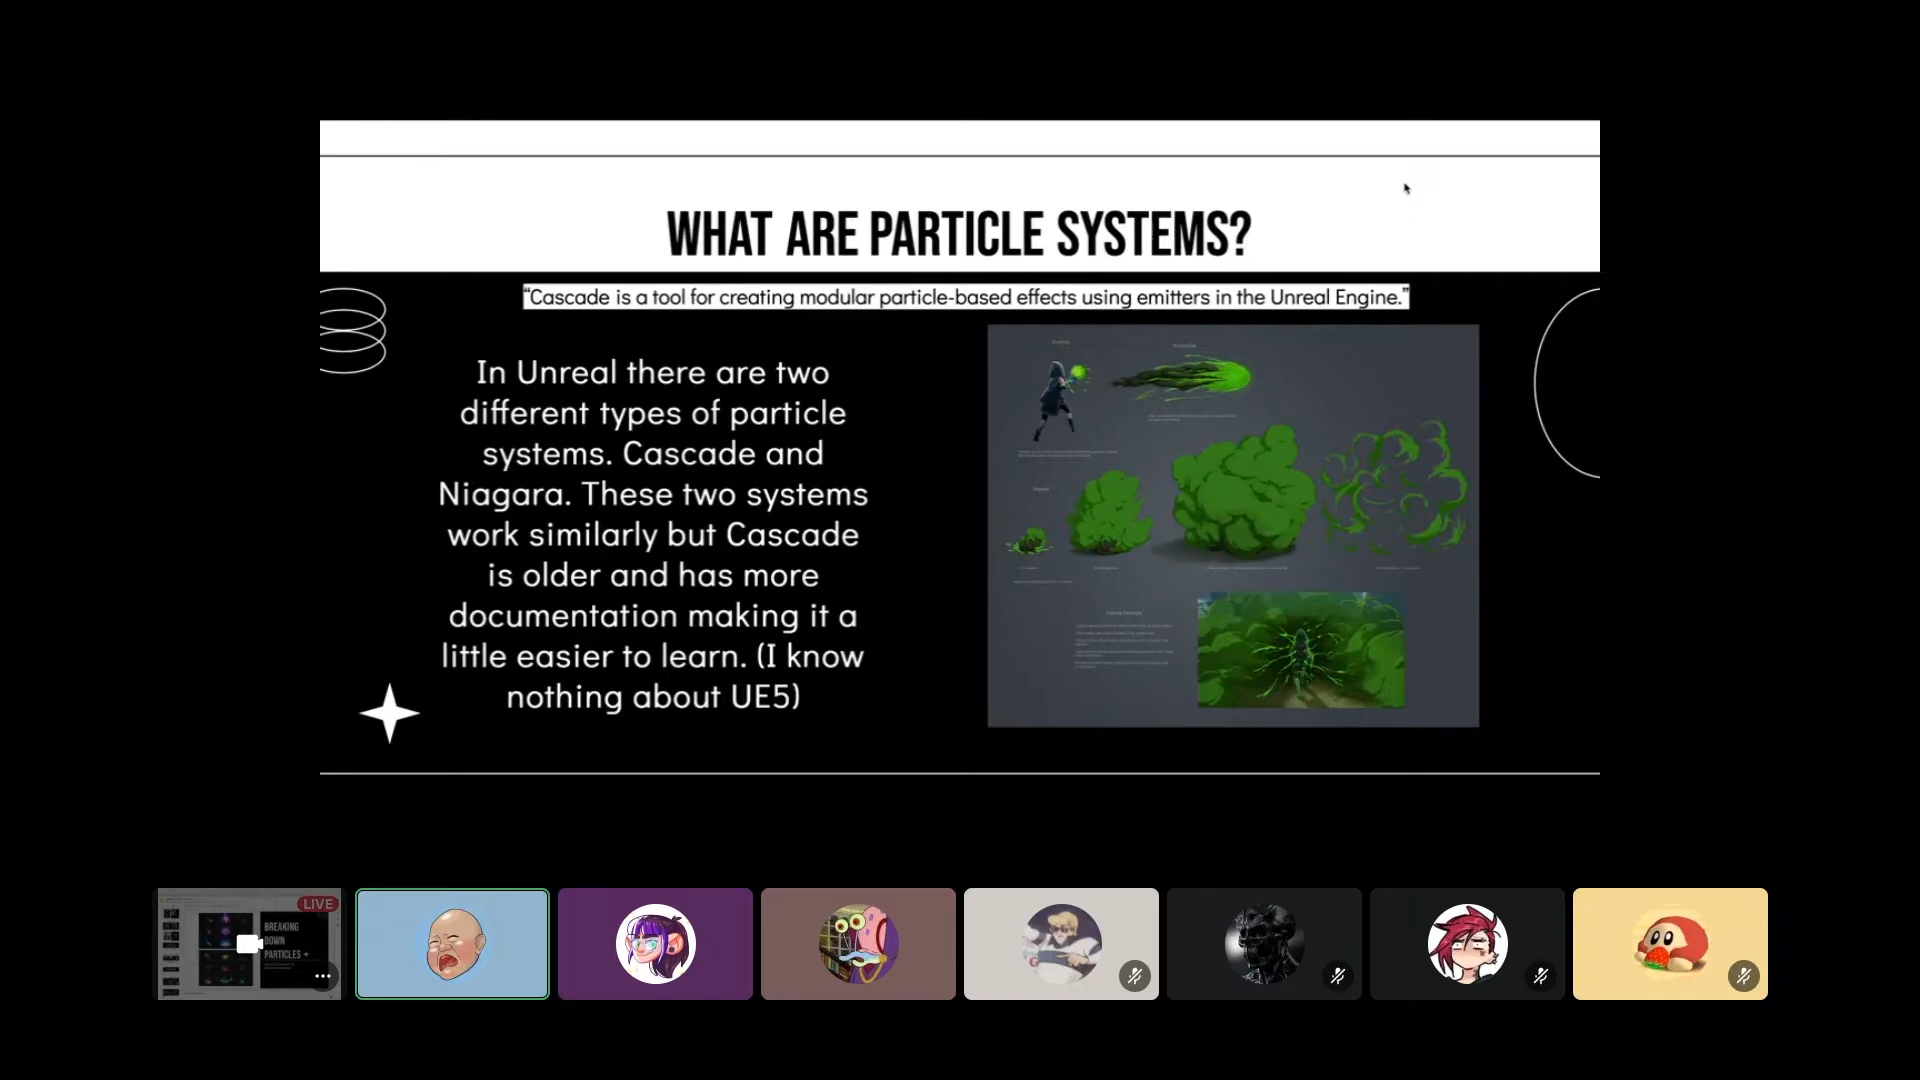 WHAT ARE PARTICLE SYSTEMS?
“Cascade is a tool for creating modular particle-based effects using emitters in the Unreal Engine.”
In Unreal there are two
different types of particle
systems. Cascade and
Niagara. These two systems
work similarly but Cascade
is older and has more
documentation making it a
little easier to learn. (I know
nothing about UE5)
LIVE
BREAKING
DOWN
PARTICLES +